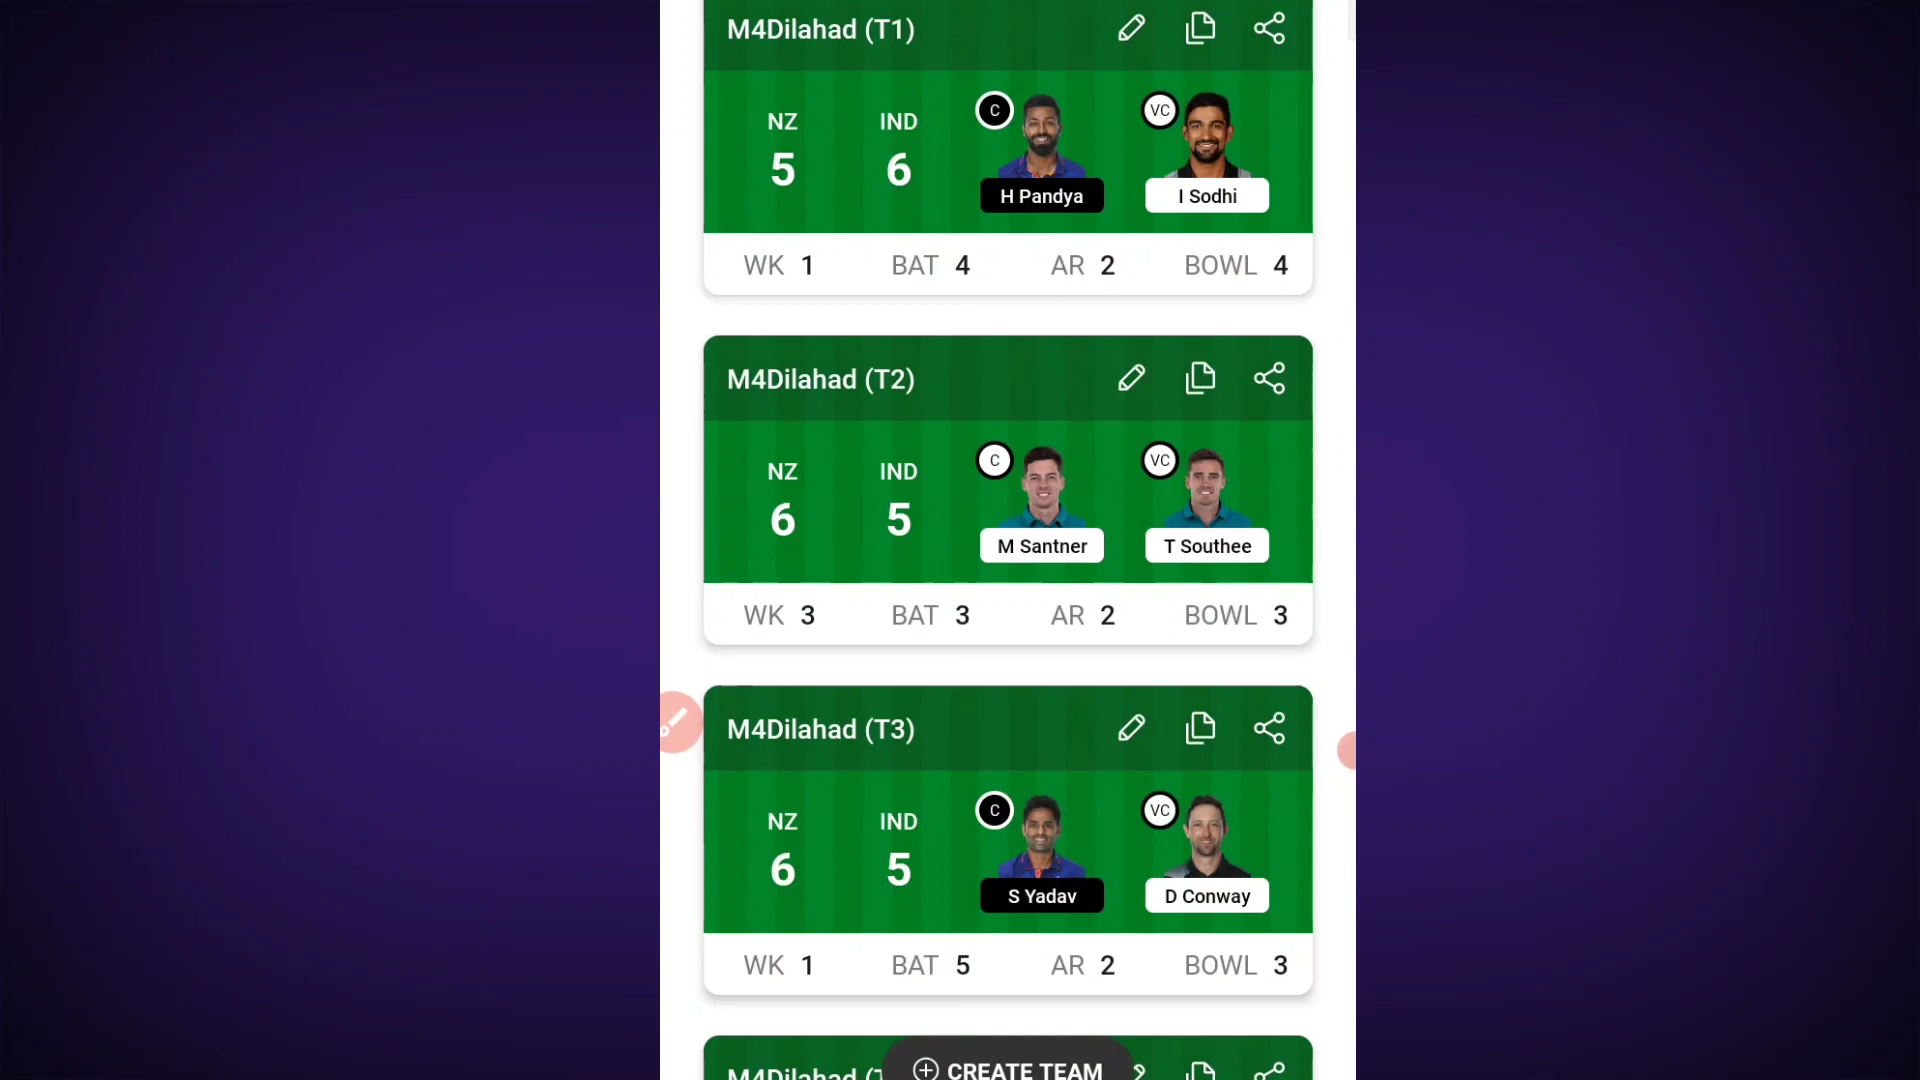 M4Dilahad (T1)
NZ IND C VC
5 6
H Pandya I Sodhi
WK 1 BAT 4 AR 2 BOWL 4
M4Dilahad (T2)
NZ IND C VC
6 5
M Santner T Southee
WK 3 BAT 3 AR 2 BOWL 3
M4Dilahad (T3)
NZ IND C VC
6 5
S Yadav D Conway
WK 1 BAT 5 AR 2 BOWL 3
M4Dilahad
CREATE TEAM